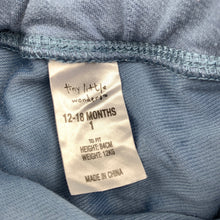 tiny little
wonders
12-18 MONTHS
1
TO FIT
HEIGHT: 84CM
WEIGHT: 12KG
MADE IN CHINA